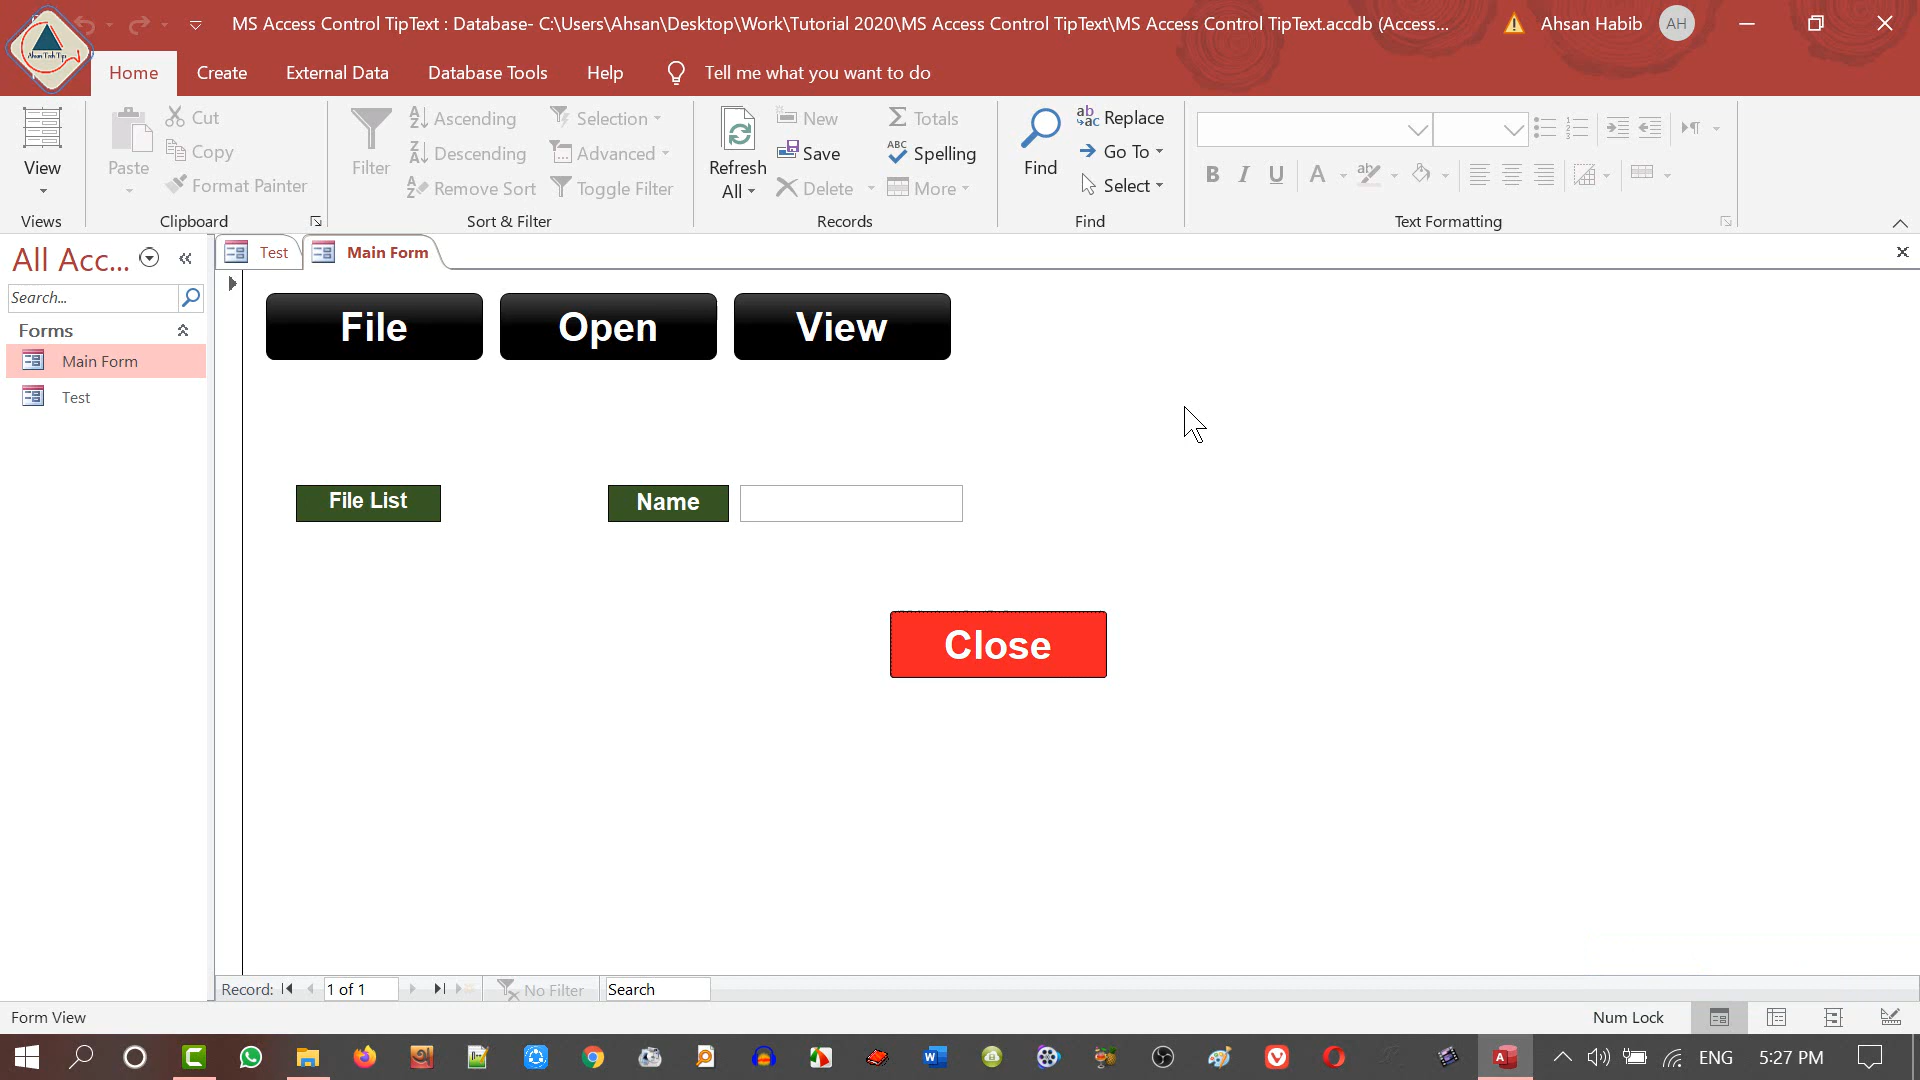 MS Access Control TipText : Database- C:\Users\Ahsan\Desktop\Work\Tutorial 2020\MS Access Control TipText\MS Access Control TipText.accdb (Access...
Ahsan Habib
AH
Ahsan Tech Tips
Home
Create
External Data
Database Tools
Help
Tell me what you want to do
View
Views
Paste
Cut
Copy
Format Painter
Clipboard
Filter
Ascending
Descending
Remove Sort
Selection
Advanced
Toggle Filter
Sort & Filter
Refresh
All
New
Save
Delete
Totals
Spelling
More
Records
Find
Replace
Go To
Select
Find
B I U A
Text Formatting
All Acc...
Search...
Forms
Main Form
Test
Test
Main Form
File
Open
View
File List
Name
Close
Record:
1 of 1
No Filter
Search
Form View
Num Lock
ENG
5:27 PM